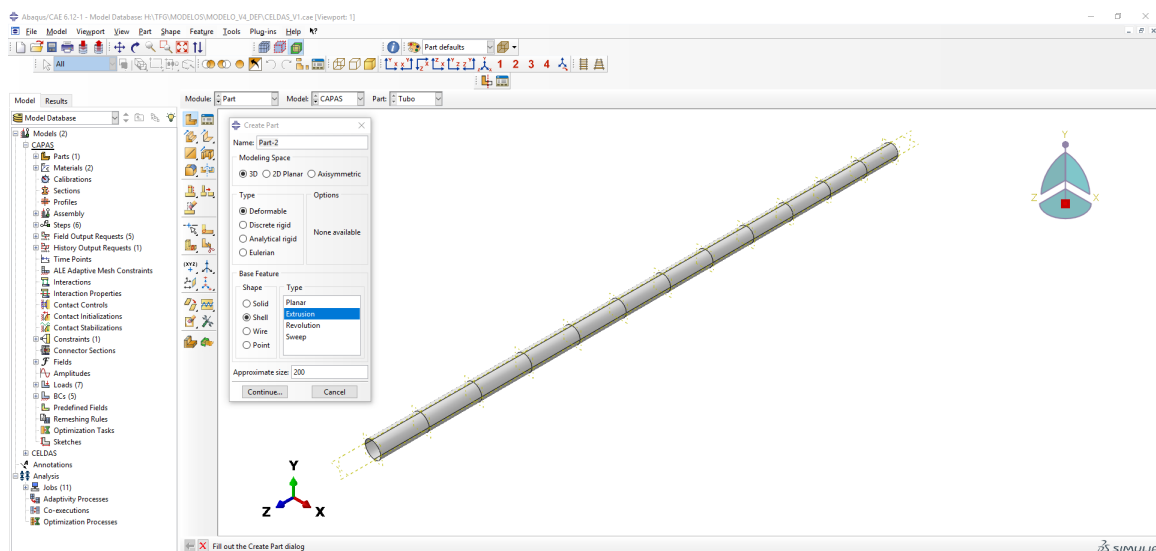 Abaqus/CAE 6.12-1 - Model Database: H:\TFG\MODELOS\MODELO_V4_DEF\CELDAS_V1.cae [Viewport: 1]
File Model Viewport View Part Shape Feature Tools Plug-ins Help
Part defaults
All
1 2 3 4
Model Results
Module: Part Model: CAPAS Part: Tubo
Model Database
Models (2)
CAPAS
Parts (1)
Materials (2)
Calibrations
Sections
Profiles
Assembly
Steps (6)
Field Output Requests (5)
History Output Requests (1)
Time Points
ALE Adaptive Mesh Constraints
Interactions
Interaction Properties
Contact Controls
Contact Initializations
Contact Stabilizations
Constraints (1)
Connector Sections
Fields
Amplitudes
Loads (7)
BCs (5)
Predefined Fields
Remeshing Rules
Optimization Tasks
Sketches
CELDAS
Annotations
Analysis
Jobs (11)
Adaptivity Processes
Co-executions
Optimization Processes
(XYZ)
Create Part
Name: Part-2
Modeling Space
3D 2D Planar Axisymmetric
Type
Options
Deformable
Discrete rigid
Analytical rigid
Eulerian
None available
Base Feature
Shape
Type
Solid
Shell
Wire
Point
Planar
Extrusion
Revolution
Sweep
Approximate size: 200
Continue... Cancel
Y
Z X
Y
Z X
Fill out the Create Part dialog
SIMULIA